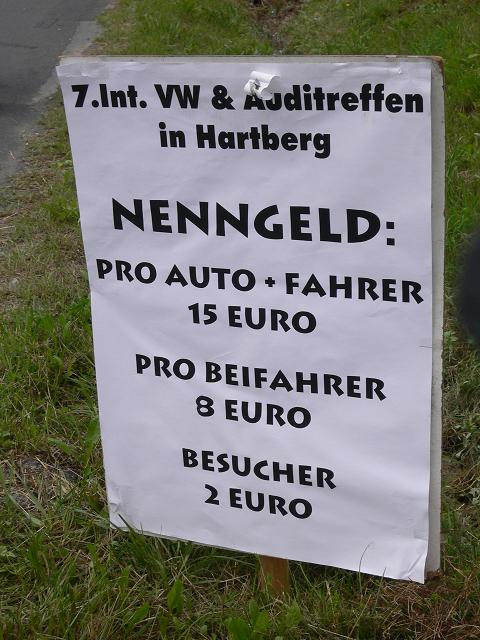 7.Int. VW & Auditreffen
in Hartberg
NENNGELD:
PRO AUTO + FAHRER
15 EURO
PRO BEIFAHRER
8 EURO
BESUCHER
2 EURO